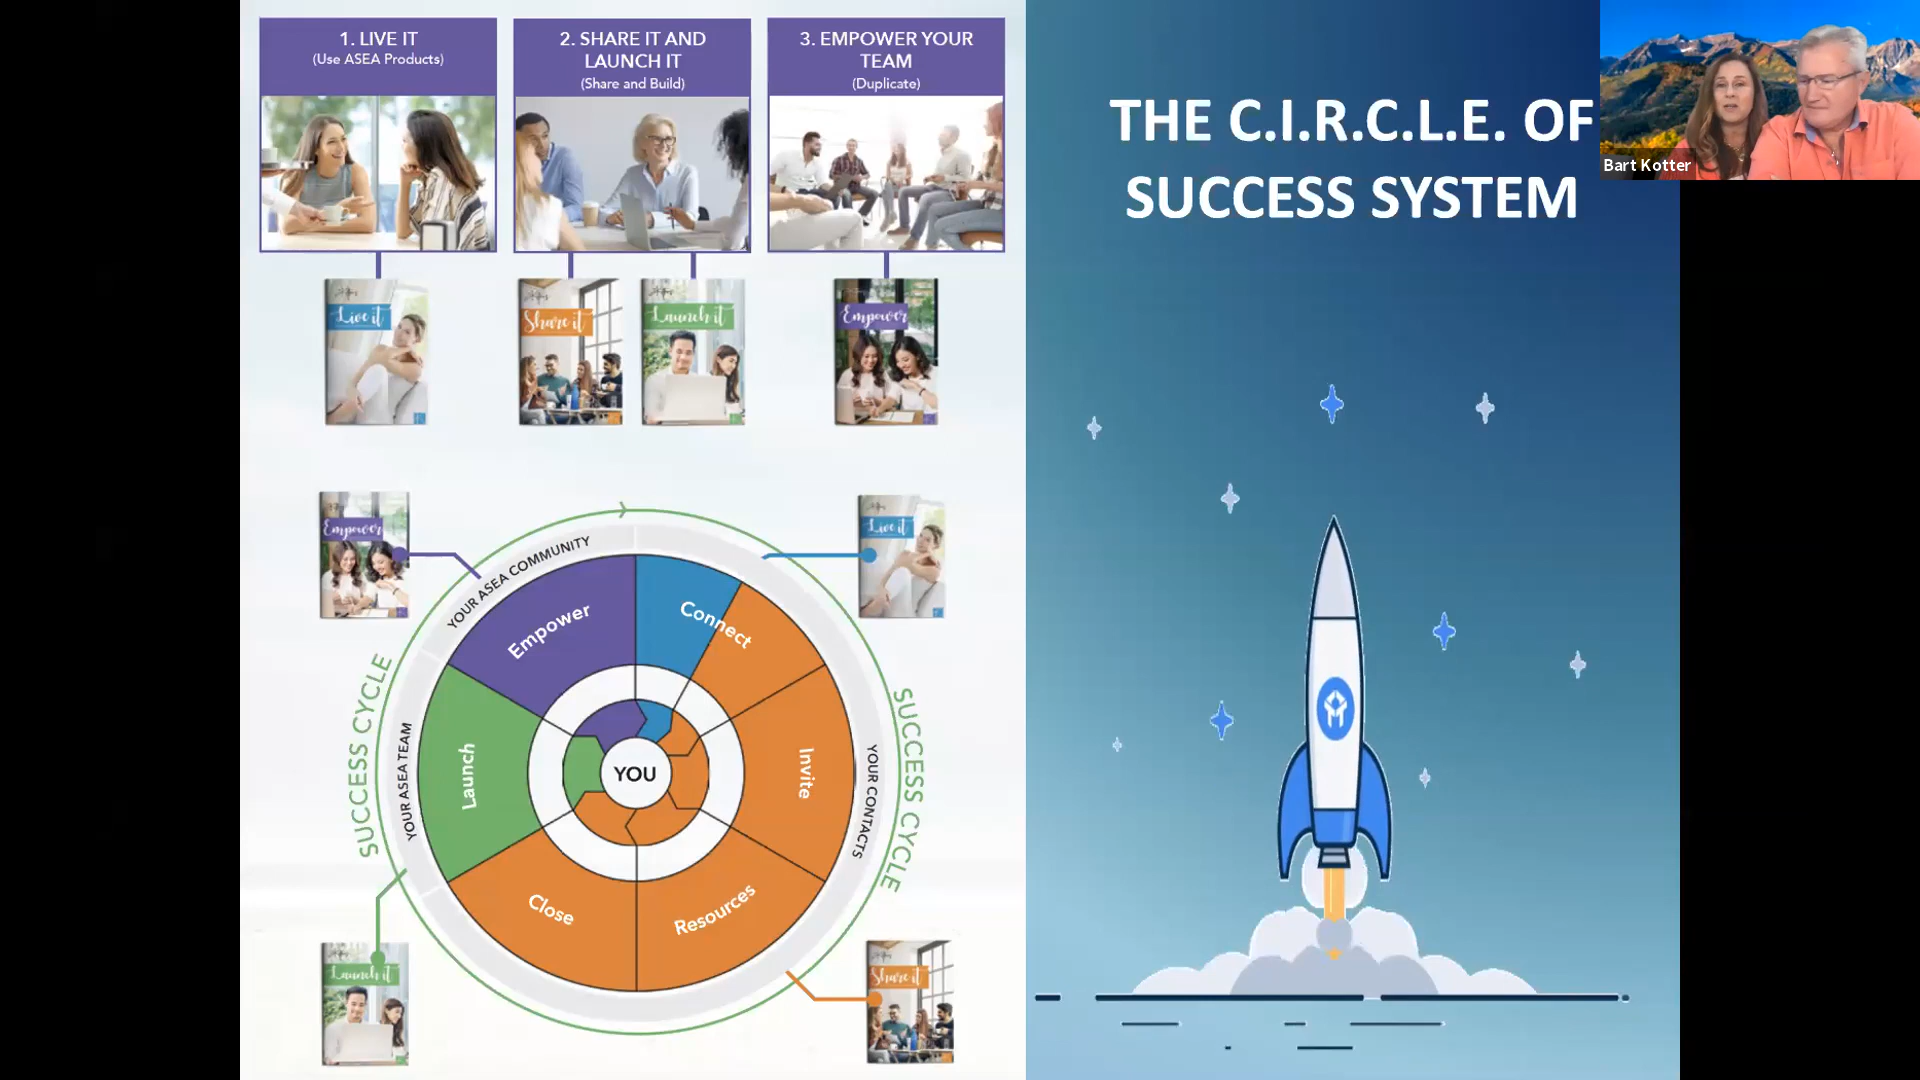 1. LIVE IT
(Use ASEA Products)
2. SHARE IT AND
LAUNCH IT
(Share and Build)
3. EMPOWER YOUR
TEAM
(Duplicate)
Live it
Share it
Launch it
Empower
THE C.I.R.C.L.E. OF
SUCCESS SYSTEM
Bart Kotter
Empower
Live it
YOUR ASEA COMMUNITY
Empower
Connect
SUCCESS CYCLE
YOUR ASEA TEAM
Launch
YOU
Invite
YOUR CONTACTS
SUCCESS CYCLE
Close
Resources
Launch it
Share it